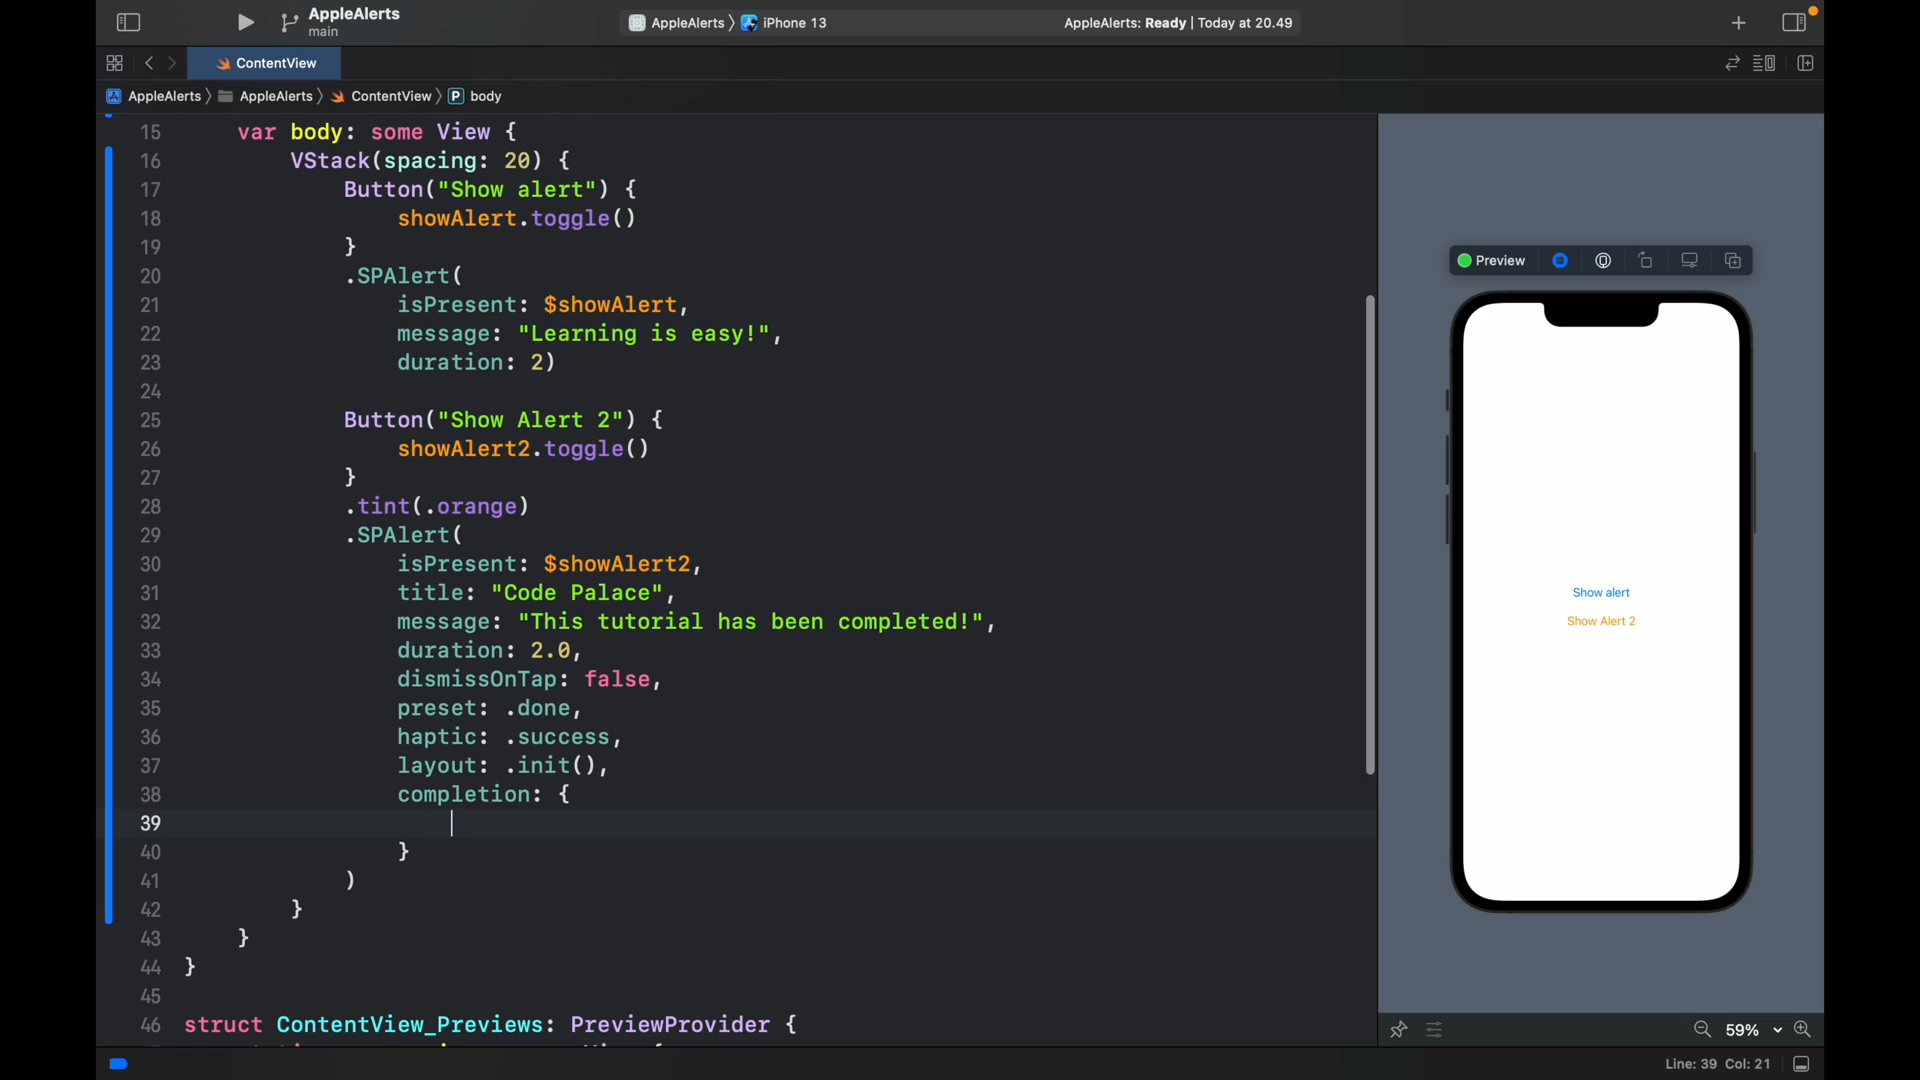 AppleAlerts
main
AppleAlerts 〉 iPhone 13
AppleAlerts: Ready | Today at 20.49
ContentView
AppleAlerts 〉 AppleAlerts 〉 ContentView 〉 P body
15 var body: some View {
16 VStack(spacing: 20) {
17 Button("Show alert") {
18 showAlert.toggle()
19 }
20 .SPAlert(
21 isPresent: $showAlert,
22 message: "Learning is easy!",
23 duration: 2)
24
25 Button("Show Alert 2") {
26 showAlert2.toggle()
27 }
28 .tint(.orange)
29 .SPAlert(
30 isPresent: $showAlert2,
31 title: "Code Palace",
32 message: "This tutorial has been completed!",
33 duration: 2.0,
34 dismissOnTap: false,
35 preset: .done,
36 haptic: .success,
37 layout: .init(),
38 completion: {
39
40 }
41 )
42 }
43 }
44 }
45
46 struct ContentView_Previews: PreviewProvider {
Preview
Show alert
Show Alert 2
59%
Line: 39 Col: 21